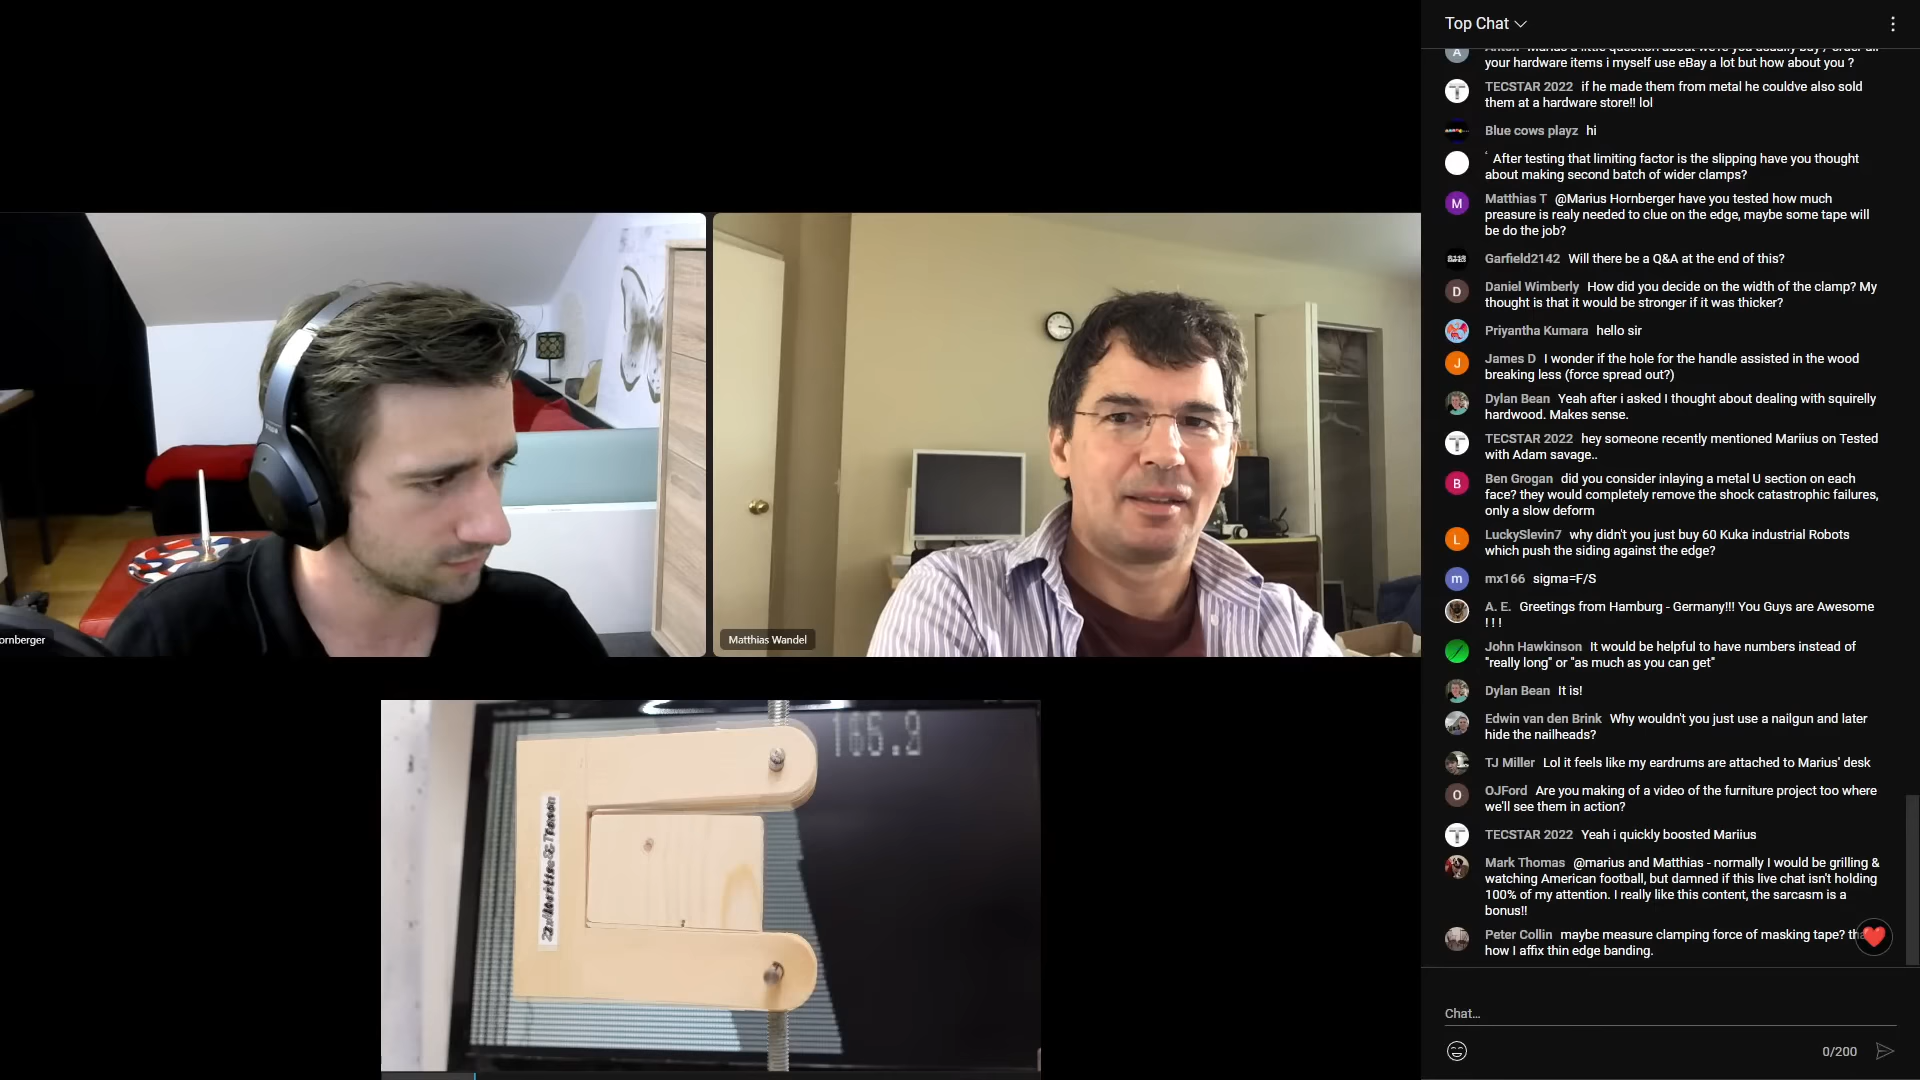 Top Chat
your hardware items i myself use eBay a lot but how about you ?
TECSTAR 2022 if he made them from metal he couldve also sold
them at a hardware store!! lol
Blue cows playz hi
After testing that limiting factor is the slipping have you thought
about making second batch of wider clamps?
M
Matthias T @Marius Hornberger have you tested how much
preasure is realy needed to clue on the edge, maybe some tape will
be do the job?
Garfield2142 Will there be a Q&A at the end of this?
D
Daniel Wimberly How did you decide on the width of the clamp? My
thought is that it would be stronger if it was thicker?
Priyantha Kumara hello sir
J
James D I wonder if the hole for the handle assisted in the wood
breaking less (force spread out?)
Dylan Bean Yeah after i asked I thought about dealing with squirelly
hardwood. Makes sense.
TECSTAR 2022 hey someone recently mentioned Mariius on Tested
with Adam savage..
B
Ben Grogan did you consider inlaying a metal U section on each
face? they would completely remove the shock catastrophic failures,
only a slow deform
L
LuckySlevin7 why didn't you just buy 60 Kuka industrial Robots
which push the siding against the edge?
m
mx166 sigma=F/S
A. E. Greetings from Hamburg - Germany!!! You Guys are Awesome
! ! !
John Hawkinson It would be helpful to have numbers instead of
"really long" or "as much as you can get"
Dylan Bean It is!
Edwin van den Brink Why wouldn't you just use a nailgun and later
hide the nailheads?
TJ Miller Lol it feels like my eardrums are attached to Marius' desk
O
OJFord Are you making of a video of the furniture project too where
we'll see them in action?
TECSTAR 2022 Yeah i quickly boosted Mariius
Mark Thomas @marius and Matthias - normally I would be grilling &
watching American football, but damned if this live chat isn't holding
100% of my attention. I really like this content, the sarcasm is a
bonus!!
Peter Collin maybe measure clamping force of masking tape?
how I affix thin edge banding.
Chat...
0/200
ornberger
Matthias Wandel
166.9